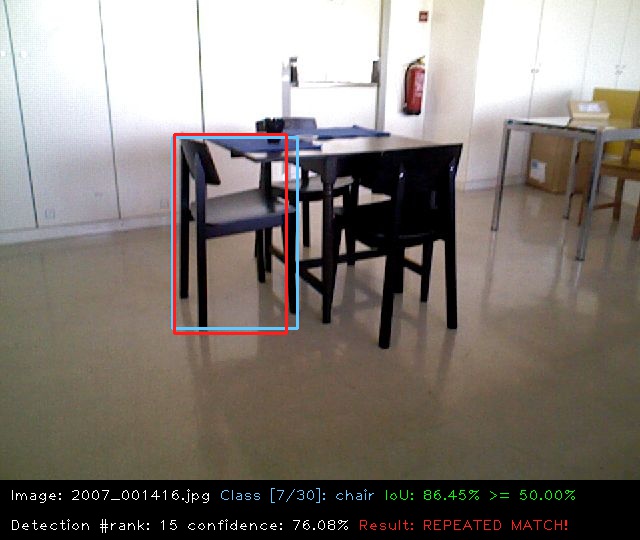 Image: 2007_001416.jpg Class [7/30]: chair IoU: 86.45% >= 50.00%
Detection #rank: 15 confidence: 76.08% Result: REPEATED MATCH!